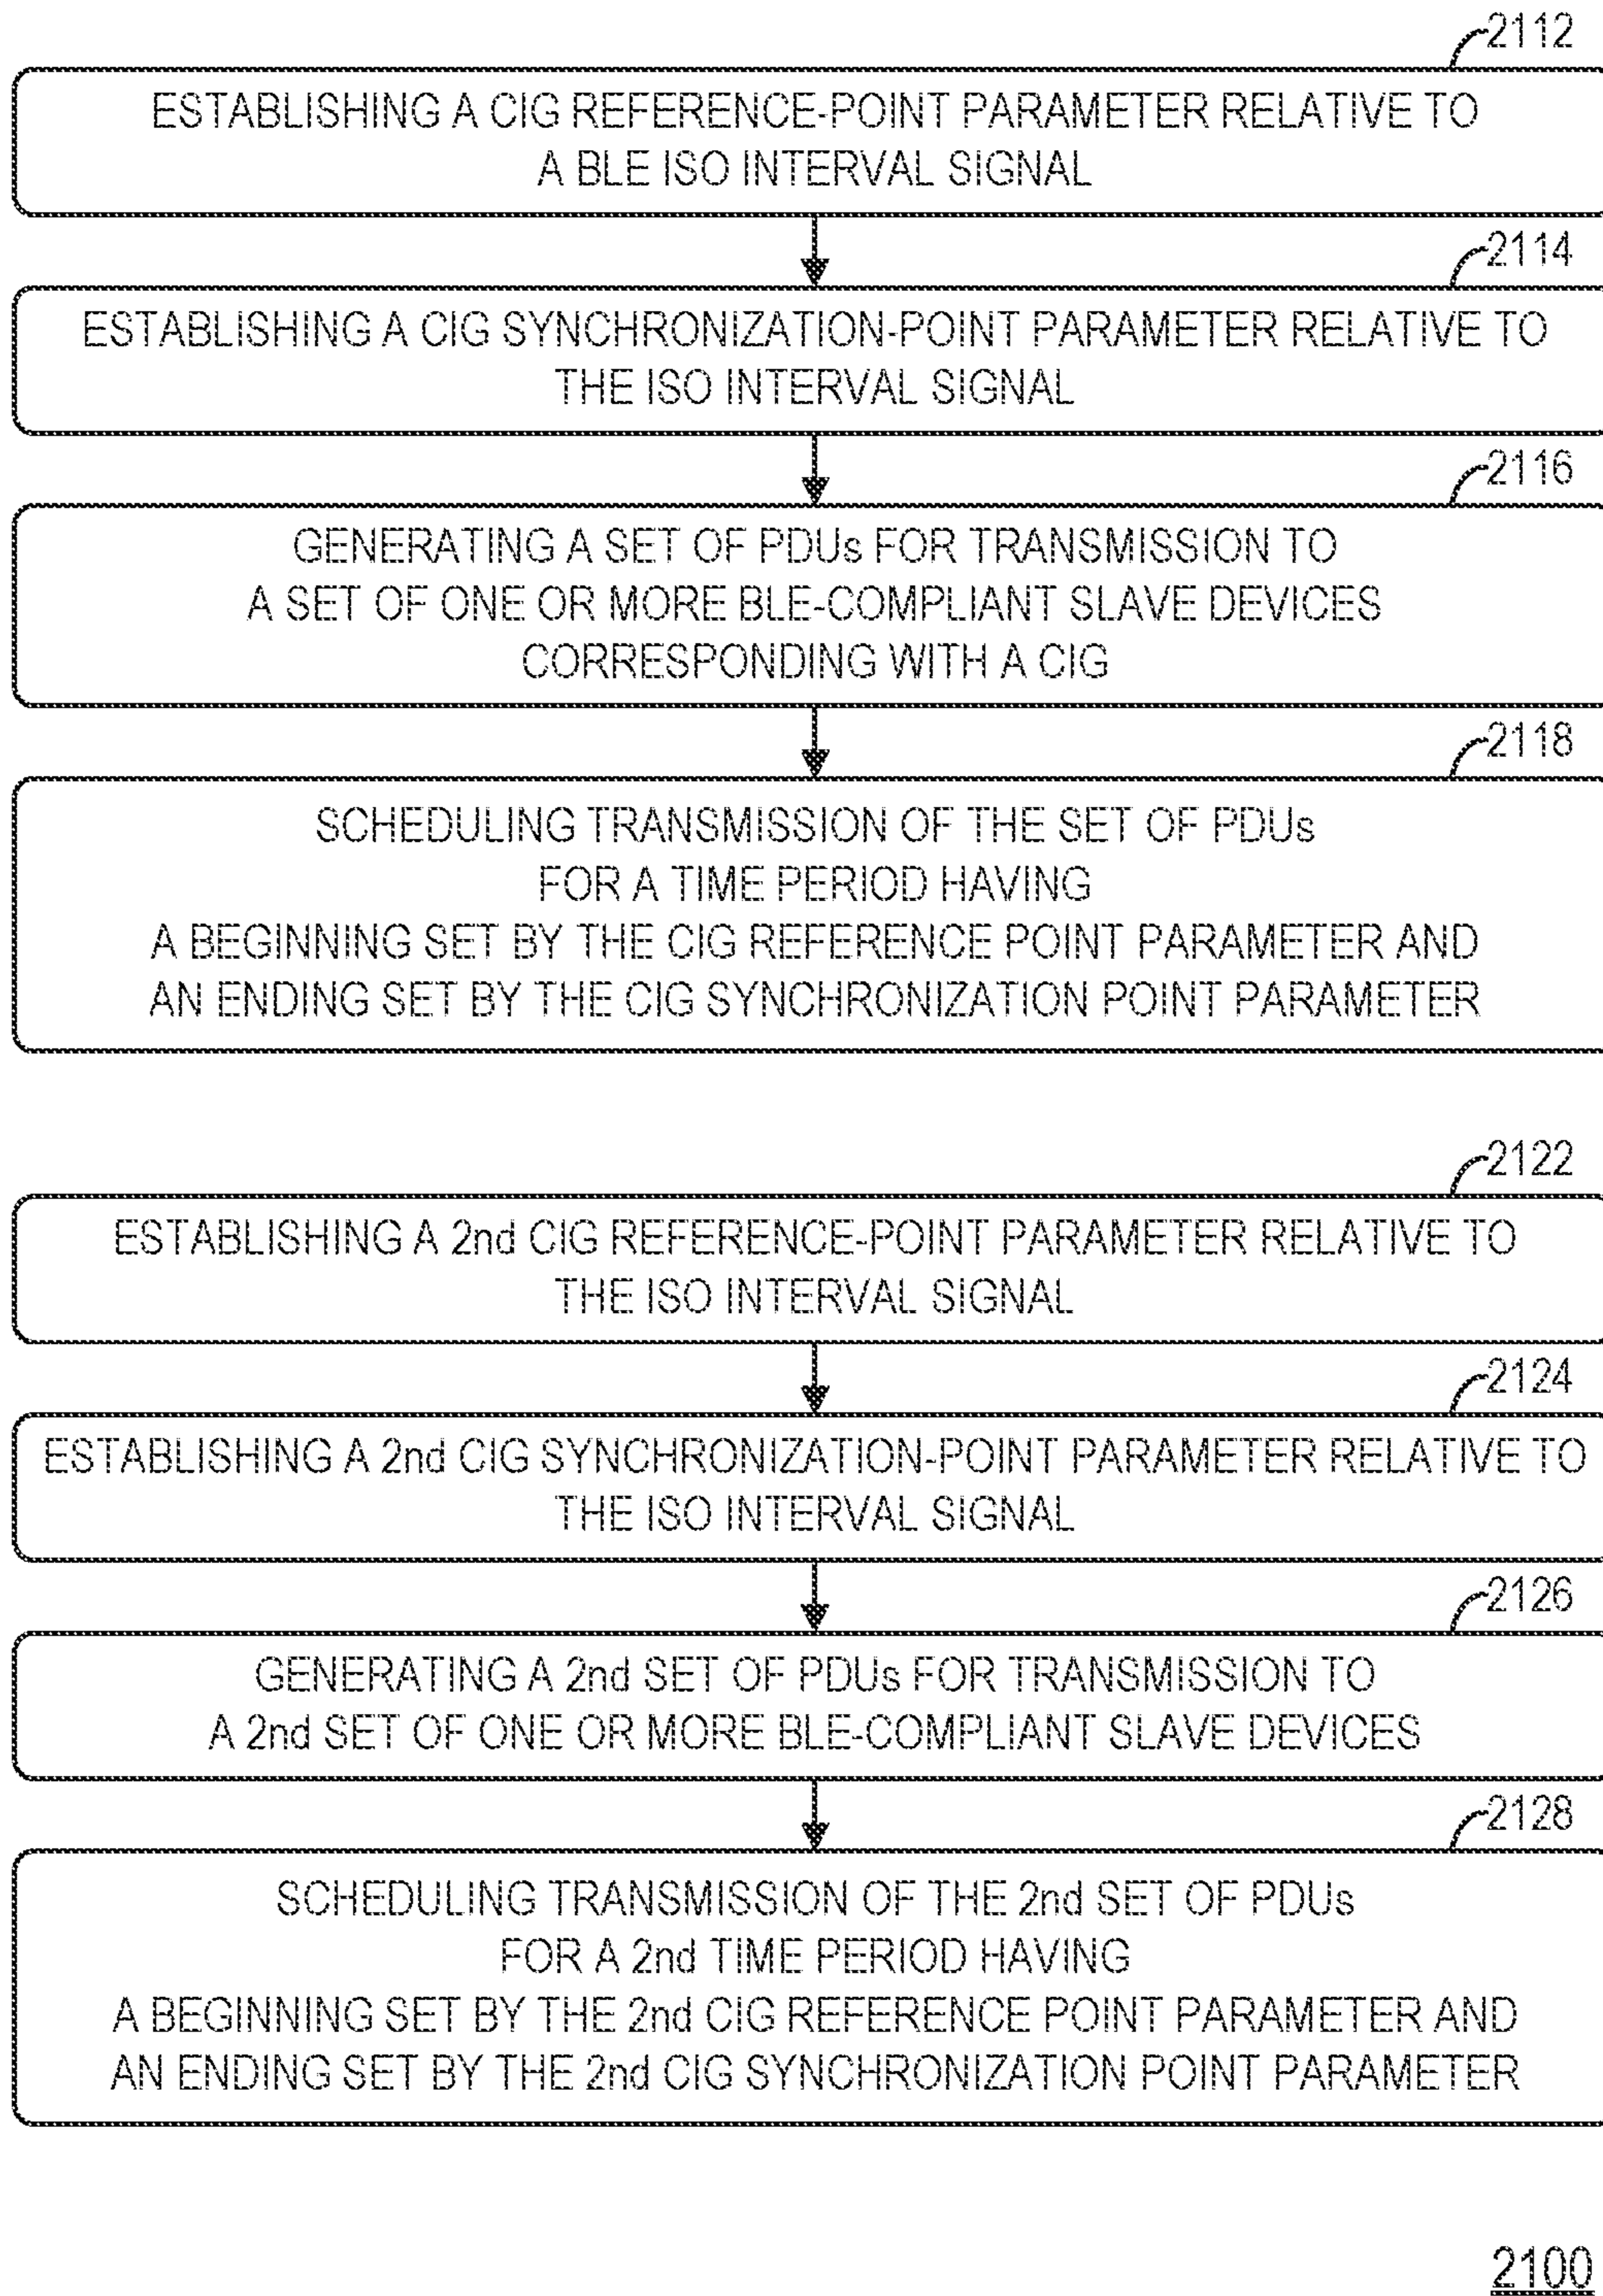 2112
ESTABLISHING A CIG REFERENCE-POINT PARAMETER RELATIVE TO
A BLE ISO INTERVAL SIGNAL
2114
ESTABLISHING A CIG SYNCHRONIZATION-POINT PARAMETER RELATIVE TO
THE ISO INTERVAL SIGNAL
2116
GENERATING A SET OF PDUs FOR TRANSMISSION TO
A SET OF ONE OR MORE BLE-COMPLIANT SLAVE DEVICES
CORRESPONDING WITH A CIG
2118
SCHEDULING TRANSMISSION OF THE SET OF PDUs
FOR A TIME PERIOD HAVING
A BEGINNING SET BY THE CIG REFERENCE POINT PARAMETER AND
AN ENDING SET BY THE CIG SYNCHRONIZATION POINT PARAMETER
2122
ESTABLISHING A 2nd CIG REFERENCE-POINT PARAMETER RELATIVE TO
THE ISO INTERVAL SIGNAL
2124
ESTABLISHING A 2nd CIG SYNCHRONIZATION-POINT PARAMETER RELATIVE TO
THE ISO INTERVAL SIGNAL
2126
GENERATING A 2nd SET OF PDUs FOR TRANSMISSION TO
A 2nd SET OF ONE OR MORE BLE-COMPLIANT SLAVE DEVICES
2128
SCHEDULING TRANSMISSION OF THE 2nd SET OF PDUs
FOR A 2nd TIME PERIOD HAVING
A BEGINNING SET BY THE 2nd CIG REFERENCE POINT PARAMETER AND
AN ENDING SET BY THE 2nd CIG SYNCHRONIZATION POINT PARAMETER
2100